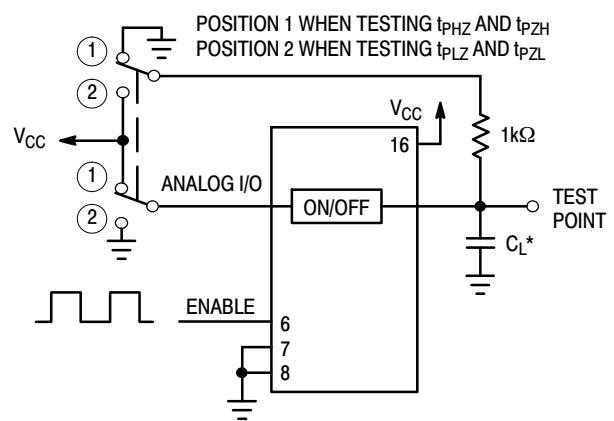 POSITION 1 WHEN TESTING tPHZ AND tPZH
POSITION 2 WHEN TESTING tPLZ AND tPZL
1
2
VCC
VCC
16
1kΩ
1
ANALOG I/O
ON/OFF
TEST
POINT
2
CL*
ENABLE
6
7
8